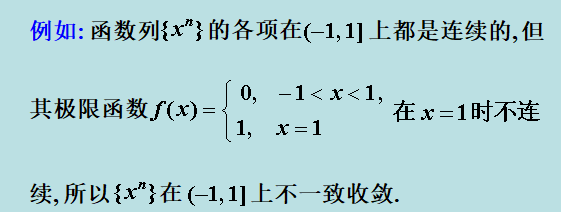 例如: 函数列{xⁿ} 的各项在(-1,1] 上都是连续的, 但
其极限函数 f(x) = { 0, -1 < x < 1, 1, x = 1 在 x = 1 时不连
续, 所以{xⁿ} 在 (-1,1] 上不一致收敛.